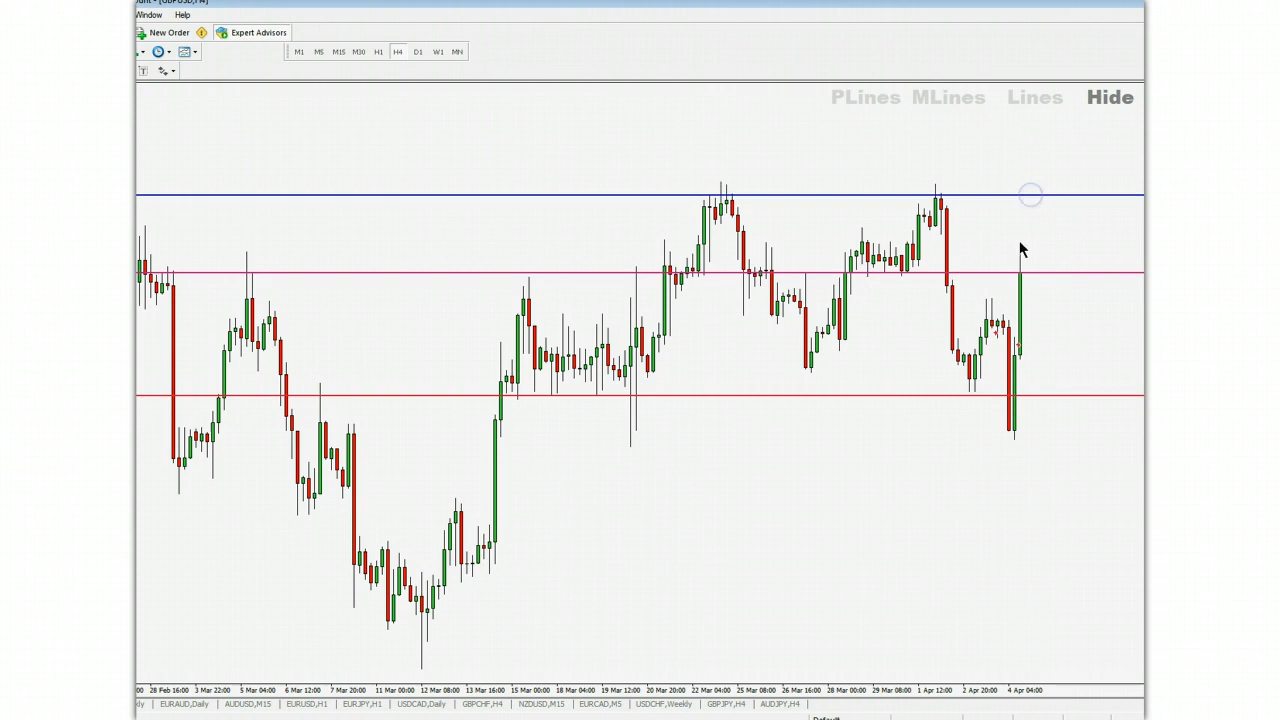 Window Help
New Order Expert Advisors
M1 M5 M15 M30 H1 H4 D1 W1 MN
T
PLines MLines Lines Hide
28 Feb 16:00 3 Mar 22:00 5 Mar 04:00 6 Mar 12:00 7 Mar 20:00 11 Mar 00:00 12 Mar 08:00 13 Mar 16:00 15 Mar 00:00 18 Mar 04:00 19 Mar 12:00 20 Mar 20:00 22 Mar 04:00 25 Mar 08:00 26 Mar 16:00 28 Mar 00:00 29 Mar 08:00 1 Apr 12:00 2 Apr 20:00 4 Apr 04:00
EURAUD,Daily AUDUSD,M15 EURUSD,H1 EURJPY,H1 USDCAD,Daily GBPCHF,H4 NZDUSD,M15 EURCAD,M5 USDCHF,Weekly GBPJPY,H4 AUDJPY,H4